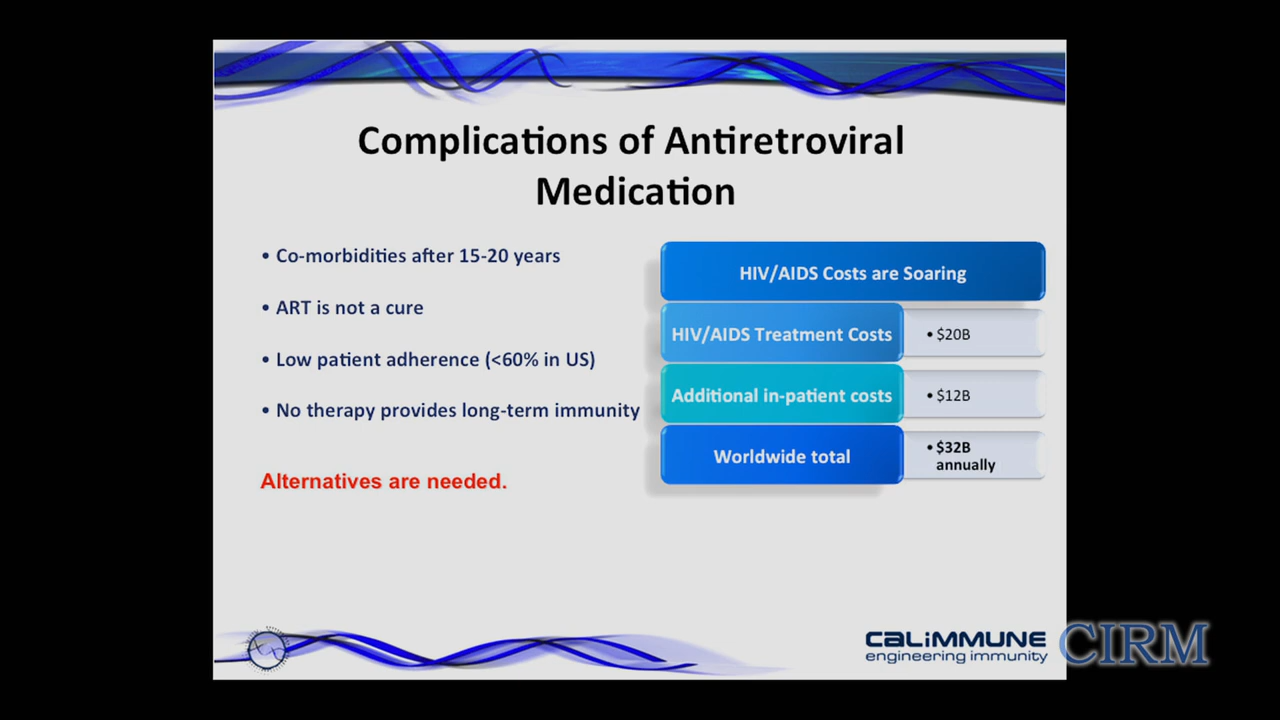 Complications of Antiretroviral
Medication
• Co-morbidities after 15-20 years
• ART is not a cure
• Low patient adherence (<60% in US)
• No therapy provides long-term immunity
Alternatives are needed.
HIV/AIDS Costs are Soaring
HIV/AIDS Treatment Costs
• $20B
Additional in-patient costs
• $12B
Worldwide total
• $32B
annually
CALIMMUNE
engineering immunity
CIRM